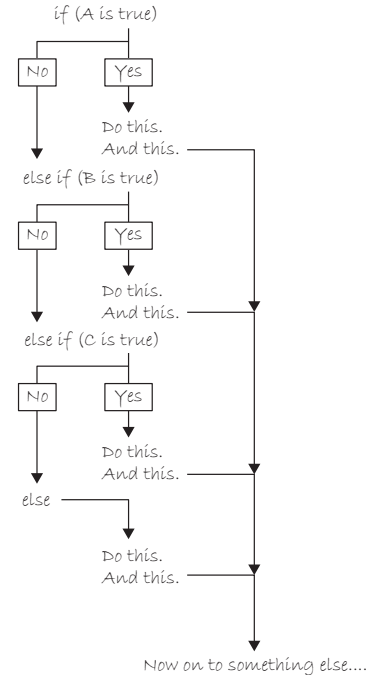 if (A is true)
No
Yes
Do this.
And this.
else if (B is true)
No
Yes
Do this.
And this.
else if (C is true)
No
Yes
Do this.
And this.
else
Do this.
And this.
Now on to something else....